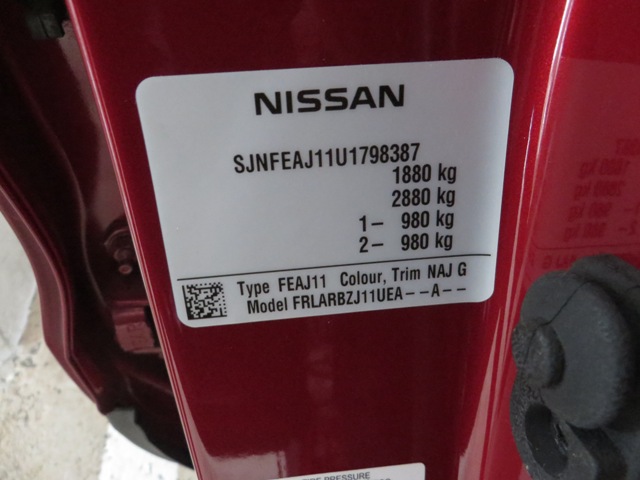 NISSAN
SJNFEAJ11U1798387
1880 kg
2880 kg
1- 980 kg
2- 980 kg
Type FEAJ11 Colour, Trim NAJ G
Model FRLARBZJ11UEA--A--
PRESSURE